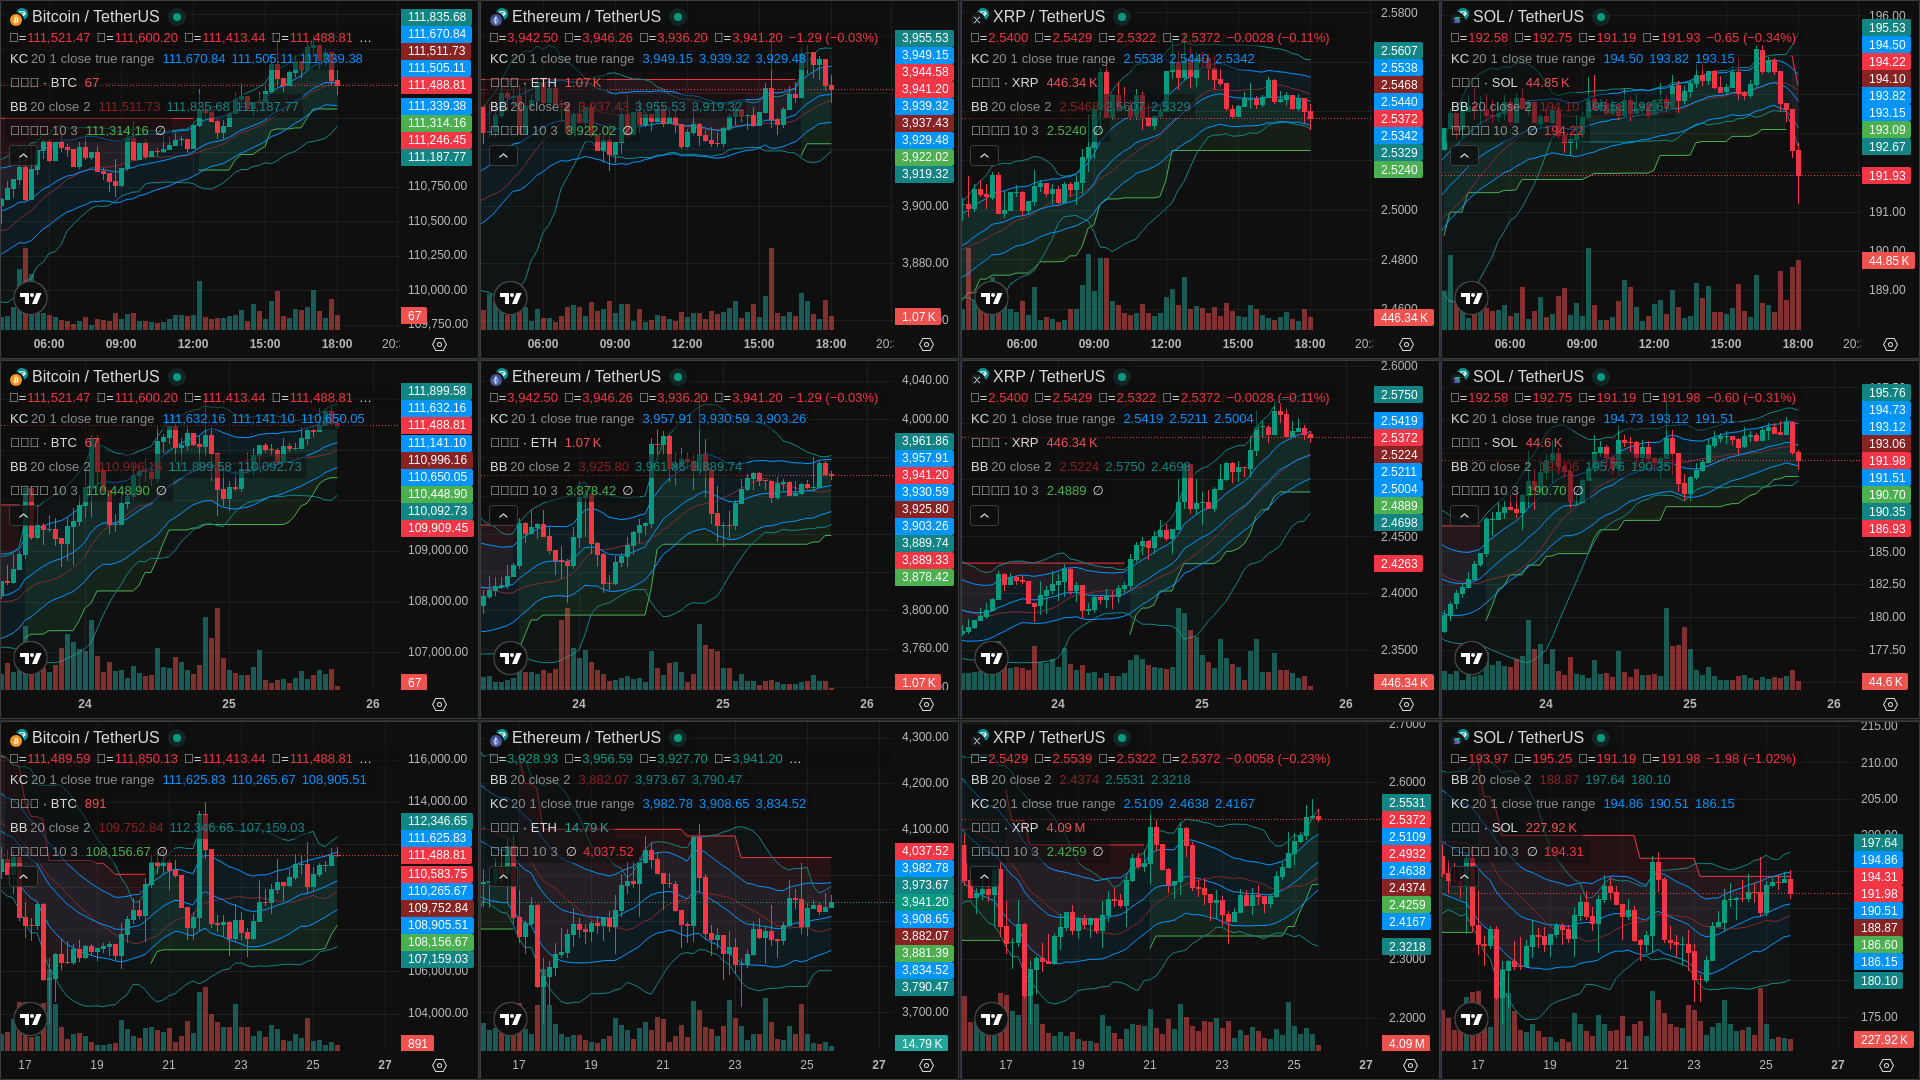 Bitcoin / TetherUS
=111,521.47 =111,600.20 =111,413.44 =111,488.81 …
KC 20 1 close true range 111,670.84 111,505.11 111,339.38
· BTC 67
BB 20 close 2 111,511.73 111,835.68 111,187.77
10 3 111,314.16 ∅
111,835.68
111,670.84
111,511.73
111,505.11
111,488.81
111,339.38
111,314.16
111,246.45
111,187.77
110,750.00
110,500.00
110,250.00
110,000.00
67
06:00 09:00 12:00 15:00 18:00
Ethereum / TetherUS
=3,942.50 =3,946.26 =3,936.20 =3,941.20 −1.29 (−0.03%)
KC 20 1 close true range 3,949.15 3,939.32 3,929.48
· ETH 1.07 K
BB 20 close 2 3,937.43 3,955.53 3,919.32
10 3 3,922.02 ∅
3,955.53
3,949.15
3,944.58
3,941.20
3,939.32
3,937.43
3,929.48
3,922.02
3,919.32
3,900.00
3,880.00
1.07 K
06:00 09:00 12:00 15:00 18:00
XRP / TetherUS
=2.5400 =2.5429 =2.5322 =2.5372 −0.0028 (−0.11%)
KC 20 1 close true range 2.5538 2.5440 2.5342
· XRP 446.34 K
BB 20 close 2 2.5468 2.5607 2.5329
10 3 2.5240 ∅
2.5800
2.5607
2.5538
2.5468
2.5440
2.5372
2.5342
2.5329
2.5240
2.5000
2.4800
2.4600
446.34 K
06:00 09:00 12:00 15:00 18:00
SOL / TetherUS
=192.58 =192.75 =191.19 =191.93 −0.65 (−0.34%)
KC 20 1 close true range 194.50 193.82 193.15
· SOL 44.85 K
BB 20 close 2 194.10 195.53 192.67
10 3 ∅ 194.22
196.00
195.53
194.50
194.22
194.10
193.82
193.15
193.09
192.67
191.93
191.00
190.00
44.85 K
189.00
06:00 09:00 12:00 15:00 18:00
Bitcoin / TetherUS
=111,521.47 =111,600.20 =111,413.44 =111,488.81 …
KC 20 1 close true range 111,632.16 111,141.10 110,650.05
· BTC 67
BB 20 close 2 110,996.16 111,899.58 110,092.73
10 3 110,448.90 ∅
111,899.58
111,632.16
111,488.81
111,141.10
110,996.16
110,650.05
110,448.90
110,092.73
109,909.45
109,000.00
108,000.00
107,000.00
67
24 25 26
Ethereum / TetherUS
=3,942.50 =3,946.26 =3,936.20 =3,941.20 −1.29 (−0.03%)
KC 20 1 close true range 3,957.91 3,930.59 3,903.26
· ETH 1.07 K
BB 20 close 2 3,925.80 3,961.86 3,889.74
10 3 3,878.42 ∅
4,040.00
4,000.00
3,961.86
3,957.91
3,941.20
3,930.59
3,925.80
3,903.26
3,889.74
3,889.33
3,878.42
3,800.00
3,760.00
1.07 K
24 25 26
XRP / TetherUS
=2.5400 =2.5429 =2.5322 =2.5372 −0.0028 (−0.11%)
KC 20 1 close true range 2.5419 2.5211 2.5004
· XRP 446.34 K
BB 20 close 2 2.5224 2.5750 2.4698
10 3 2.4889 ∅
2.6000
2.5750
2.5419
2.5372
2.5224
2.5211
2.5004
2.4889
2.4698
2.4500
2.4263
2.4000
2.3500
446.34 K
24 25 26
SOL / TetherUS
=192.58 =192.75 =191.19 =191.98 −0.60 (−0.31%)
KC 20 1 close true range 194.73 193.12 191.51
· SOL 44.6 K
BB 20 close 2 193.06 195.76 190.35
10 3 190.70 ∅
195.76
194.73
193.12
193.06
191.98
191.51
190.70
190.35
186.93
185.00
182.50
180.00
177.50
44.6 K
24 25 26
Bitcoin / TetherUS
=111,489.59 =111,850.13 =111,413.44 =111,488.81 …
KC 20 1 close true range 111,625.83 110,265.67 108,905.51
· BTC 891
BB 20 close 2 109,752.84 112,346.65 107,159.03
10 3 108,156.67 ∅
116,000.00
114,000.00
112,346.65
111,625.83
111,488.81
110,583.75
110,265.67
109,752.84
108,905.51
108,156.67
107,159.03
106,000.00
104,000.00
891
17 19 21 23 25 27
Ethereum / TetherUS
=3,928.93 =3,956.59 =3,927.70 =3,941.20 …
BB 20 close 2 3,882.07 3,973.67 3,790.47
KC 20 1 close true range 3,982.78 3,908.65 3,834.52
· ETH 14.79 K
10 3 ∅ 4,037.52
4,300.00
4,200.00
4,100.00
4,037.52
3,982.78
3,973.67
3,941.20
3,908.65
3,882.07
3,881.39
3,834.52
3,790.47
3,700.00
14.79 K
17 19 21 23 25 27
XRP / TetherUS
=2.5429 =2.5539 =2.5322 =2.5372 −0.0058 (−0.23%)
BB 20 close 2 2.4374 2.5531 2.3218
KC 20 1 close true range 2.5109 2.4638 2.4167
· XRP 4.09 M
10 3 2.4259 ∅
2.7000
2.6000
2.5531
2.5372
2.5109
2.4932
2.4638
2.4374
2.4259
2.4167
2.3218
2.3000
2.2000
4.09 M
17 19 21 23 25 27
SOL / TetherUS
=193.97 =195.25 =191.19 =191.98 −1.98 (−1.02%)
BB 20 close 2 188.87 197.64 180.10
KC 20 1 close true range 194.86 190.51 186.15
· SOL 227.92 K
10 3 ∅ 194.31
215.00
210.00
205.00
197.64
194.86
194.31
191.98
190.51
188.87
186.60
186.15
180.10
175.00
227.92 K
17 19 21 23 25 27